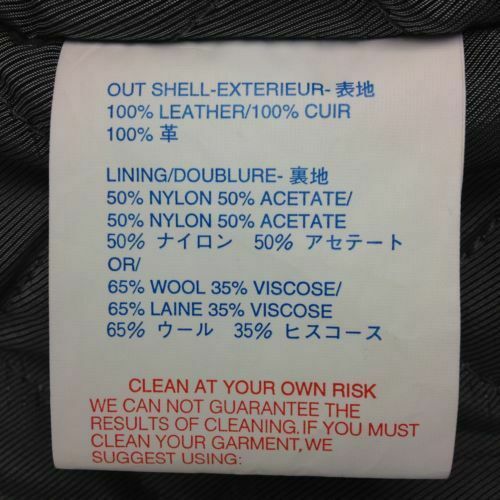 OUT SHELL-EXTERIEUR-表地
100% LEATHER/100% CUIR
100% 革
LINING/DOUBLURE- 裏地
50% NYLON 50% ACETATE/
50% NYLON 50% ACETATE
50% ナイロン 50% アセテート
OR/
65% WOOL 35% VISCOSE/
65% LAINE 35% VISCOSE
65% ウール 35% ヒスコース
CLEAN AT YOUR OWN RISK
WE CAN NOT GUARANTEE THE
RESULTS OF CLEANING.IF YOU MUST
CLEAN YOUR GARMENT,WE
SUGGEST USING: